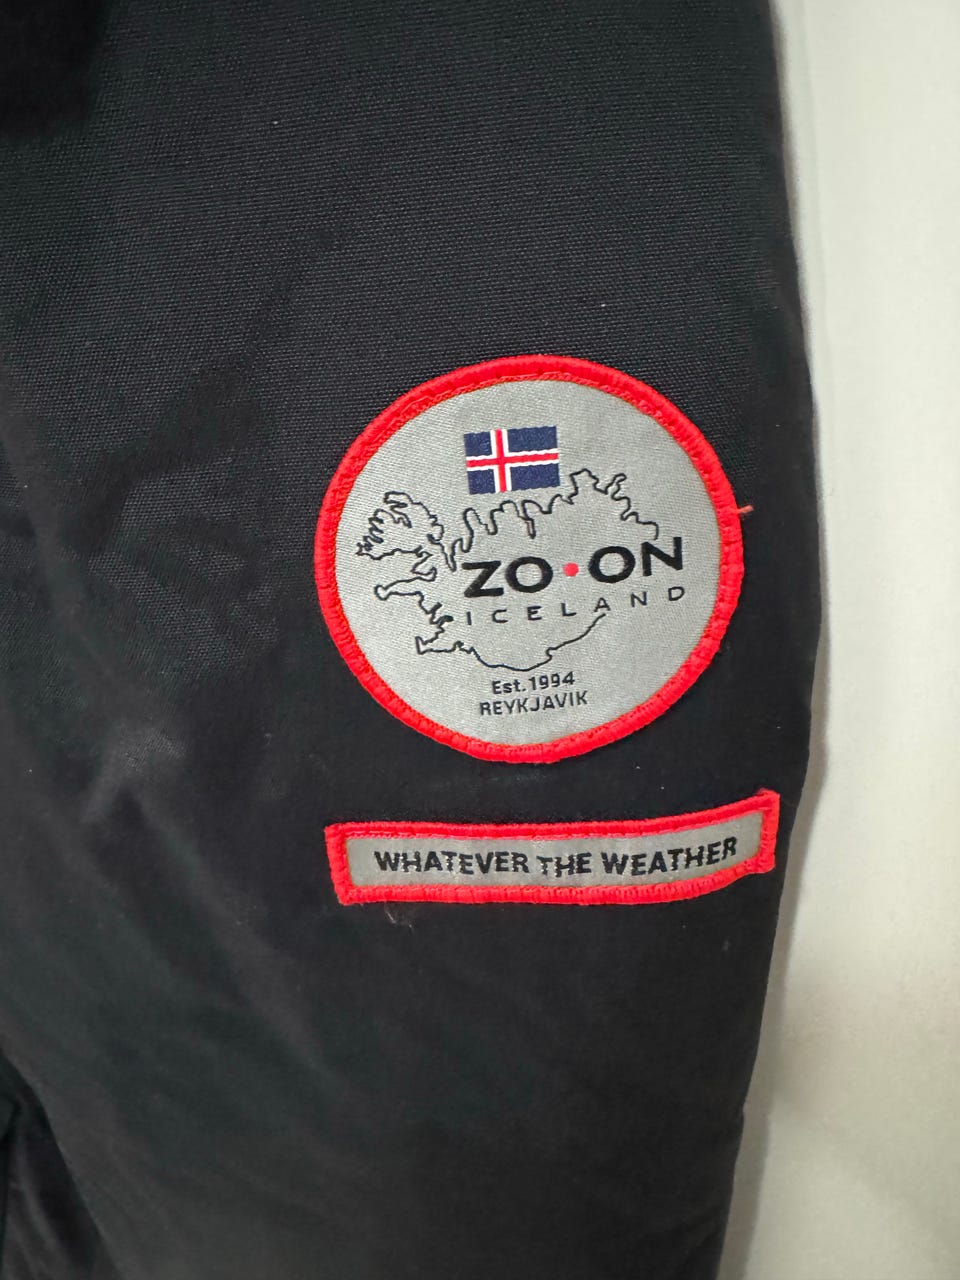 ZO•ON
ICELAND
Est.1994
REYKJAVIK
WHATEVER THE WEATHER